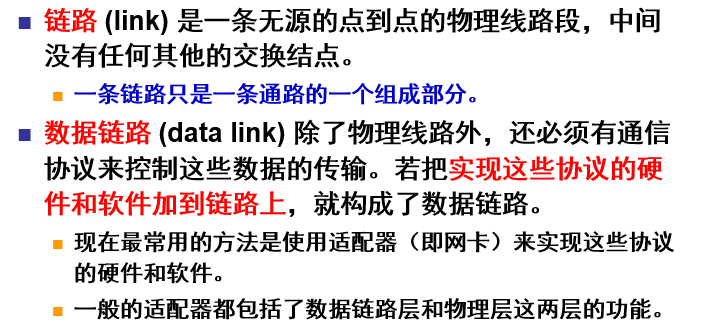 链路 (link) 是一条无源的点到点的物理线路段，中间
没有任何其他的交换结点。
一条链路只是一条通路的一个组成部分。
数据链路 (data link) 除了物理线路外，还必须有通信
协议来控制这些数据的传输。若把实现这些协议的硬
件和软件加到链路上，就构成了数据链路。
现在最常用的方法是使用适配器（即网卡）来实现这些协议
的硬件和软件。
一般的适配器都包括了数据链路层和物理层这两层的功能。